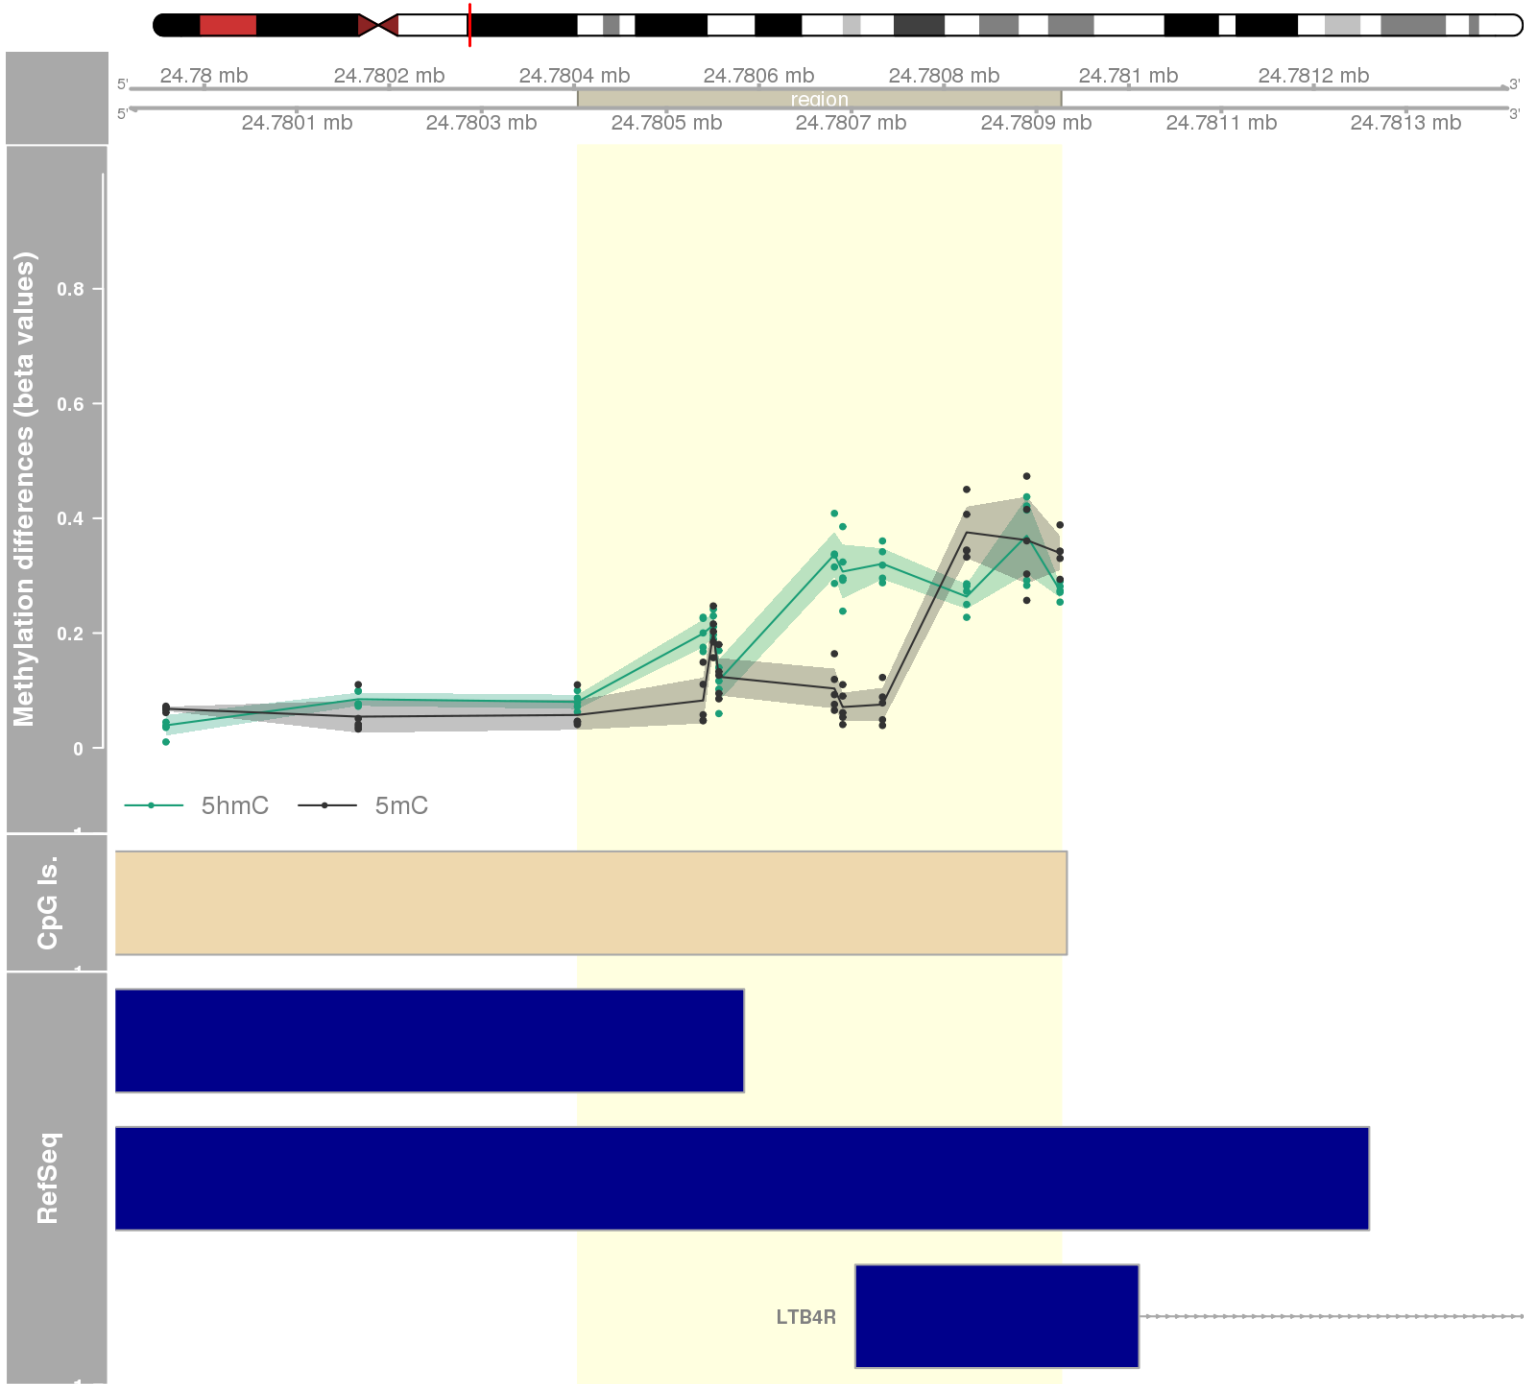 24.78 mb 24.7802 mb 24.7804 mb 24.7806 mb 24.7808 mb 24.781 mb 24.7812 mb
5' 3'
region
5' 3'
24.7801 mb 24.7803 mb 24.7805 mb 24.7807 mb 24.7809 mb 24.7811 mb 24.7813 mb
Methylation differences (beta values)
0.8
0.6
0.4
0.2
0
5hmC 5mC
CpG Is.
RefSeq
LTB4R